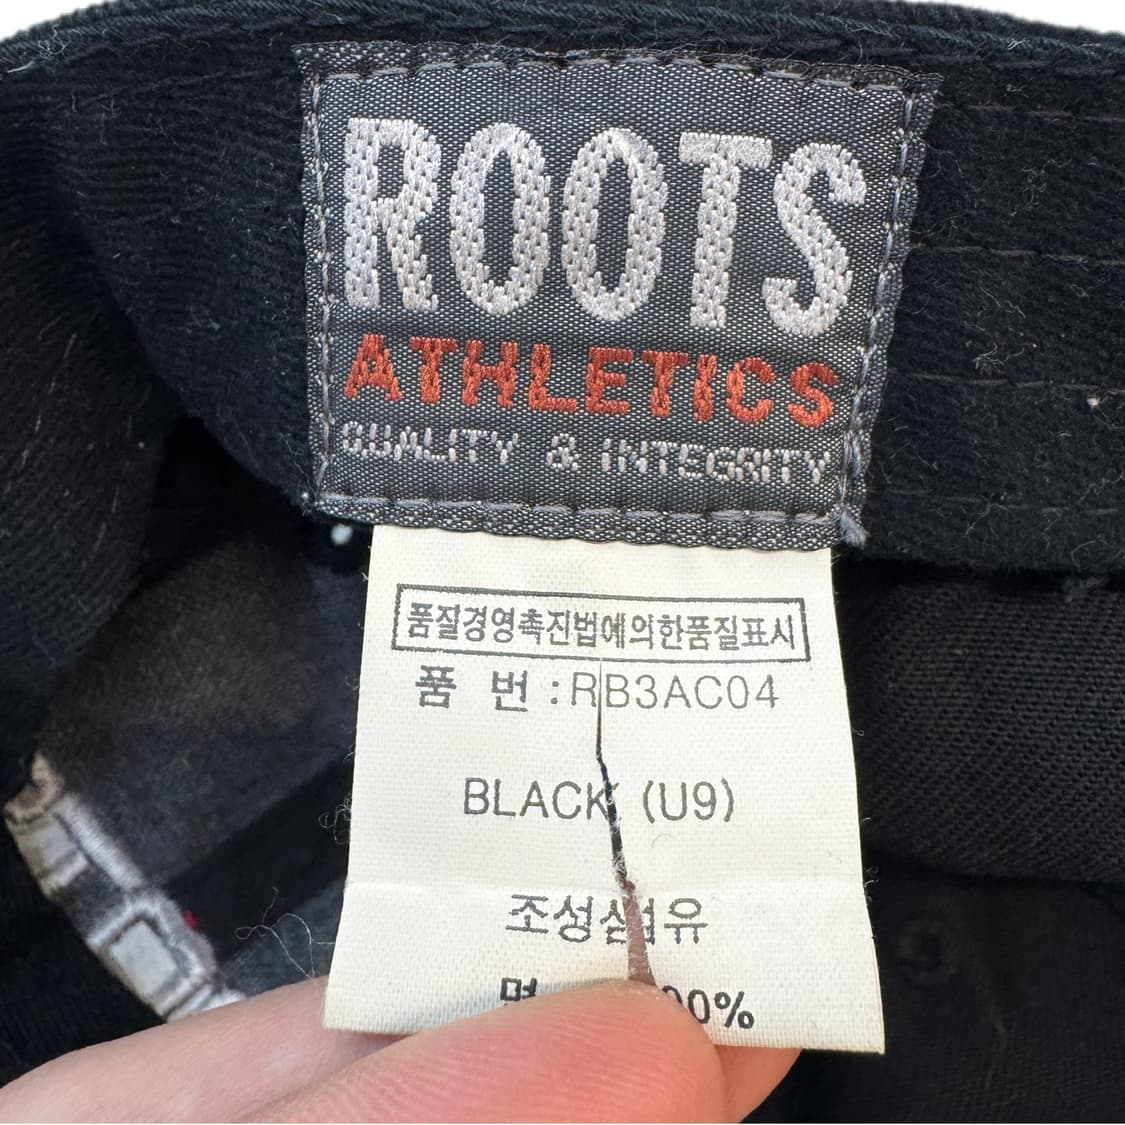 ROOTS
ATHLETICS
QUALITY & INTEGRITY
품질경영촉진법에의한품질표시
품 번 : RB3AC04
BLACK (U9)
조성섬유
00%